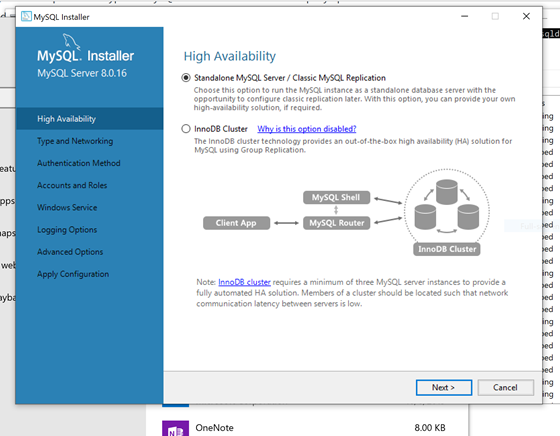 MySQL Installer
MySQL. Installer
MySQL Server 8.0.16
High Availability
Type and Networking
Authentication Method
Accounts and Roles
Windows Service
Logging Options
Advanced Options
Apply Configuration
High Availability
Standalone MySQL Server / Classic MySQL Replication
Choose this option to run the MySQL instance as a standalone database server with the
opportunity to configure classic replication later. With this option, you can provide your own
high-availability solution, if required.
InnoDB Cluster Why is this option disabled?
The InnoDB cluster technology provides an out-of-the-box high availability (HA) solution for
MySQL using Group Replication.
MySQL Shell
Client App
MySQL Router
InnoDB Cluster
Note: InnoDB cluster requires a minimum of three MySQL server instances to provide a
fully automated HA solution. Members of a cluster should be located such that network
communication latency between servers is low.
Next >
Cancel
OneNote
8.00 KB